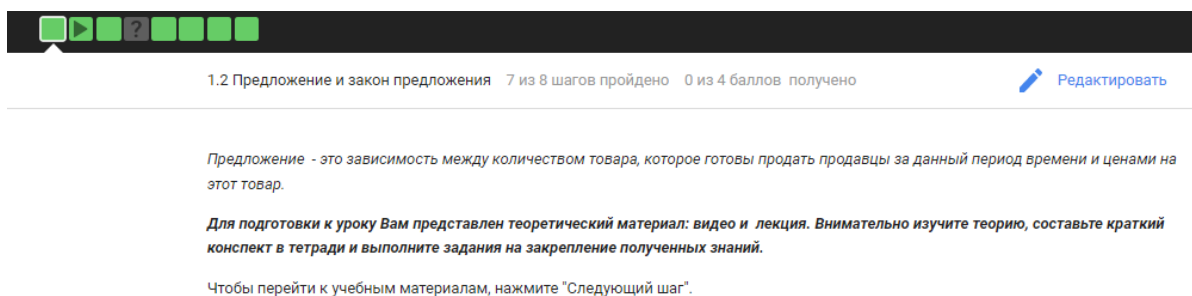 ?
1.2 Предложение и закон предложения 7 из 8 шагов пройдено 0 из 4 баллов получено Редактировать
Предложение - это зависимость между количеством товара, которое готовы продать продавцы за данный период времени и ценами на
этот товар.
Для подготовки к уроку Вам представлен теоретический материал: видео и лекция. Внимательно изучите теорию, составьте краткий
конспект в тетради и выполните задания на закрепление полученных знаний.
Чтобы перейти к учебным материалам, нажмите "Следующий шаг".